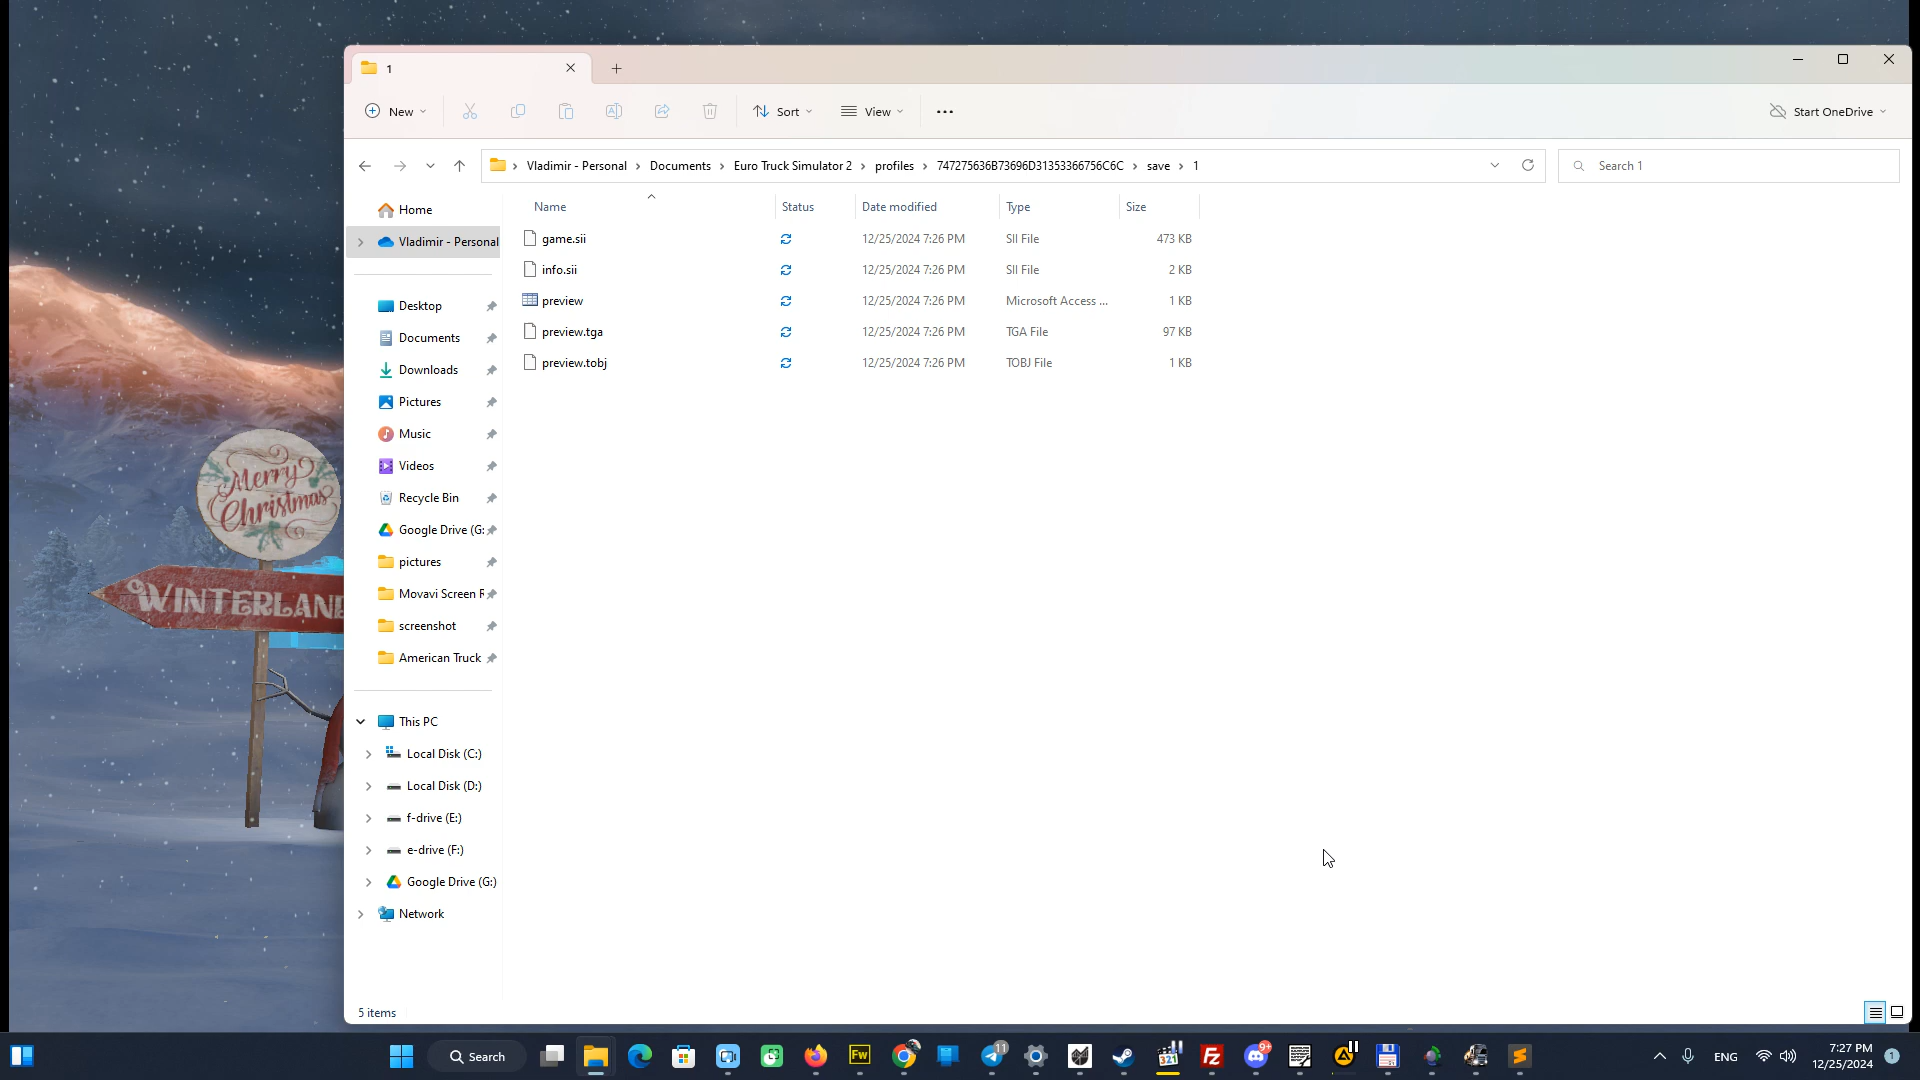 1
New
Sort
View
Start OneDrive
Vladimir - Personal
Documents
Euro Truck Simulator 2
profiles
747275636B73696D31353366756C6C
save
1
Search 1
Name
Status
Date modified
Type
Size
game.sii
12/25/2024 7:26 PM
SII File
473 KB
info.sii
12/25/2024 7:26 PM
SII File
2 KB
preview
12/25/2024 7:26 PM
Microsoft Access ...
1 KB
preview.tga
12/25/2024 7:26 PM
TGA File
97 KB
preview.tobj
12/25/2024 7:26 PM
TOBJ File
1 KB
Home
Vladimir - Personal
Desktop
Documents
Downloads
Pictures
Music
Videos
Recycle Bin
Google Drive (G:
pictures
Movavi Screen R
screenshot
American Truck
This PC
Local Disk (C:)
Local Disk (D:)
f-drive (E:)
e-drive (F:)
Google Drive (G:)
Network
5 items
Merry
Christmas
WINTERLAND
Search
Fw
11
321
Fz
9+
ENG
7:27 PM
12/25/2024
1